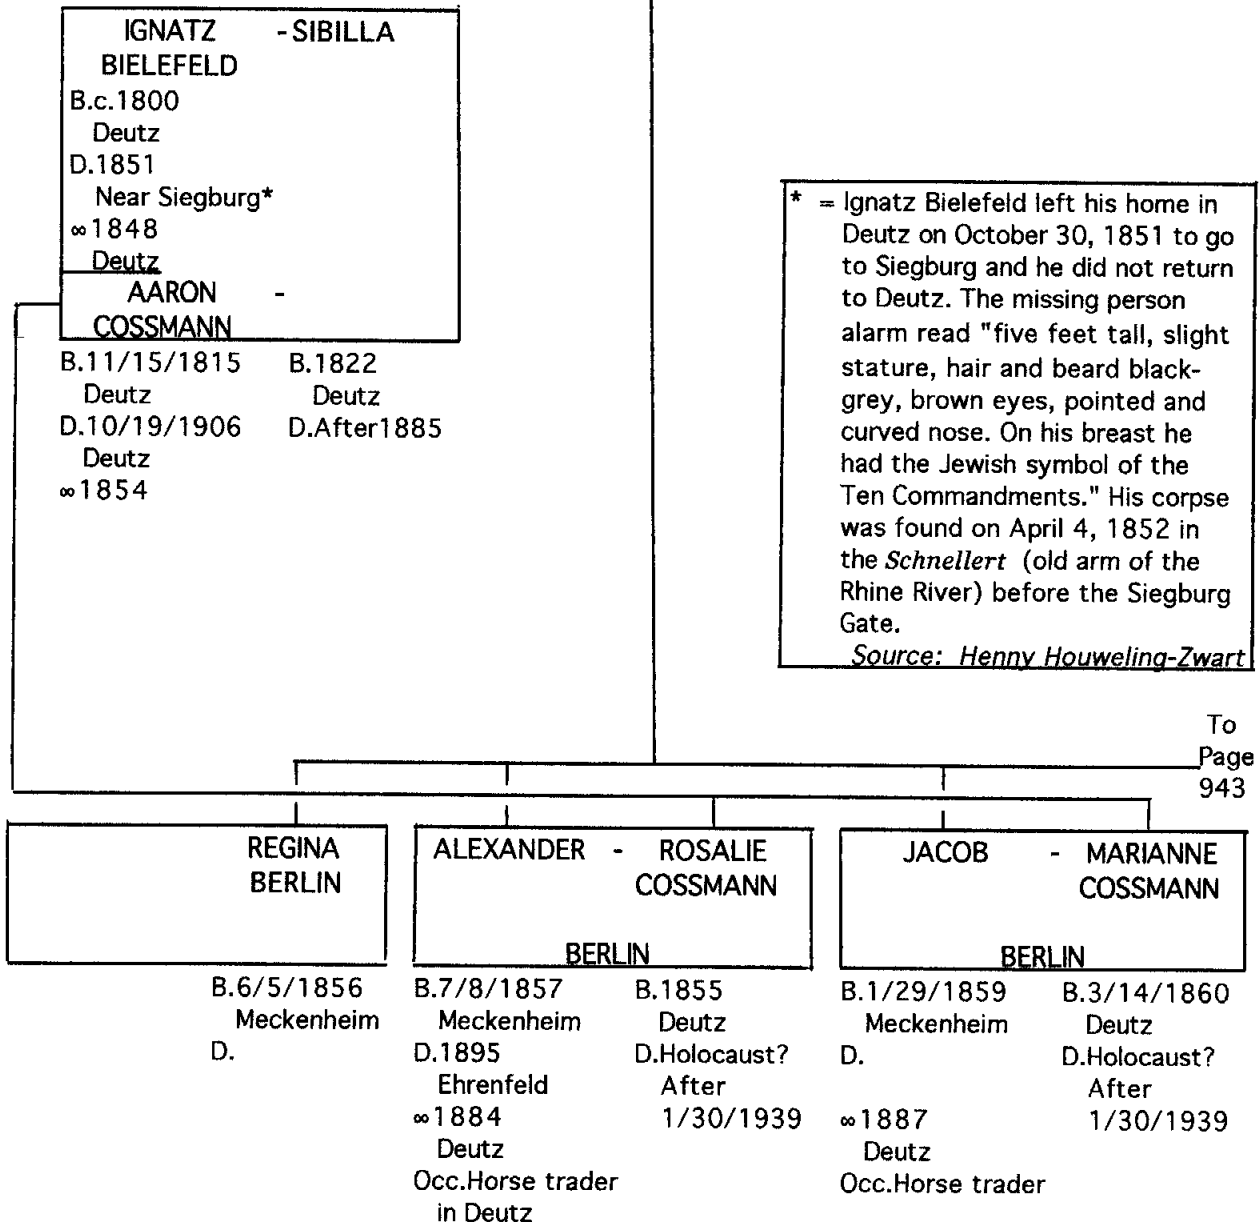 IGNATZ - SIBILLA
BIELEFELD
B.c.1800
Deutz
D.1851
Near Siegburg*
∞1848
Deutz
AARON -
COSSMANN
B.11/15/1815 B.1822
Deutz Deutz
D.10/19/1906 D.After1885
Deutz
∞1854
* = Ignatz Bielefeld left his home in
Deutz on October 30, 1851 to go
to Siegburg and he did not return
to Deutz. The missing person
alarm read "five feet tall, slight
stature, hair and beard black-
grey, brown eyes, pointed and
curved nose. On his breast he
had the Jewish symbol of the
Ten Commandments." His corpse
was found on April 4, 1852 in
the Schnellert (old arm of the
Rhine River) before the Siegburg
Gate.
Source: Henny Houweling-Zwart
To
Page
943
REGINA
BERLIN
B.6/5/1856
Meckenheim
D.
ALEXANDER - ROSALIE
COSSMANN
BERLIN
B.7/8/1857 B.1855
Meckenheim Deutz
D.1895 D.Holocaust?
Ehrenfeld After
∞1884 1/30/1939
Deutz
Occ.Horse trader
in Deutz
JACOB - MARIANNE
COSSMANN
BERLIN
B.1/29/1859 B.3/14/1860
Meckenheim Deutz
D. D.Holocaust?
After
∞1887 1/30/1939
Deutz
Occ.Horse trader